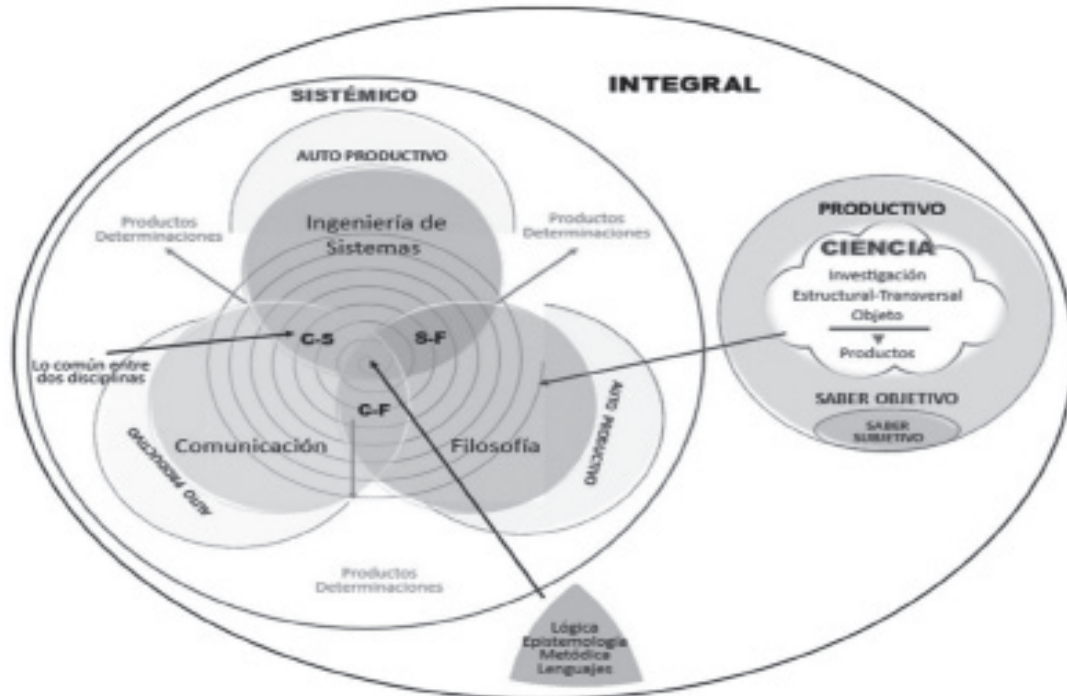 INTEGRAL
SISTÉMICO
AUTO PRODUCTIVO
Ingeniería de
Sistemas
Productos
Determinaciones
Productos
Determinaciones
C-S
S-F
C-F
Lo común entre
dos disciplinas
Comunicación
Filosofía
AUTO PRODUCTIVO
AUTO PRODUCTIVO
Productos
Determinaciones
PRODUCTIVO
CIENCIA
Investigación
Estructural-Transversal
Objeto
Productos
SABER OBJETIVO
SABER
SUBJETIVO
Lógica
Epistemología
Metódica
Lenguajes